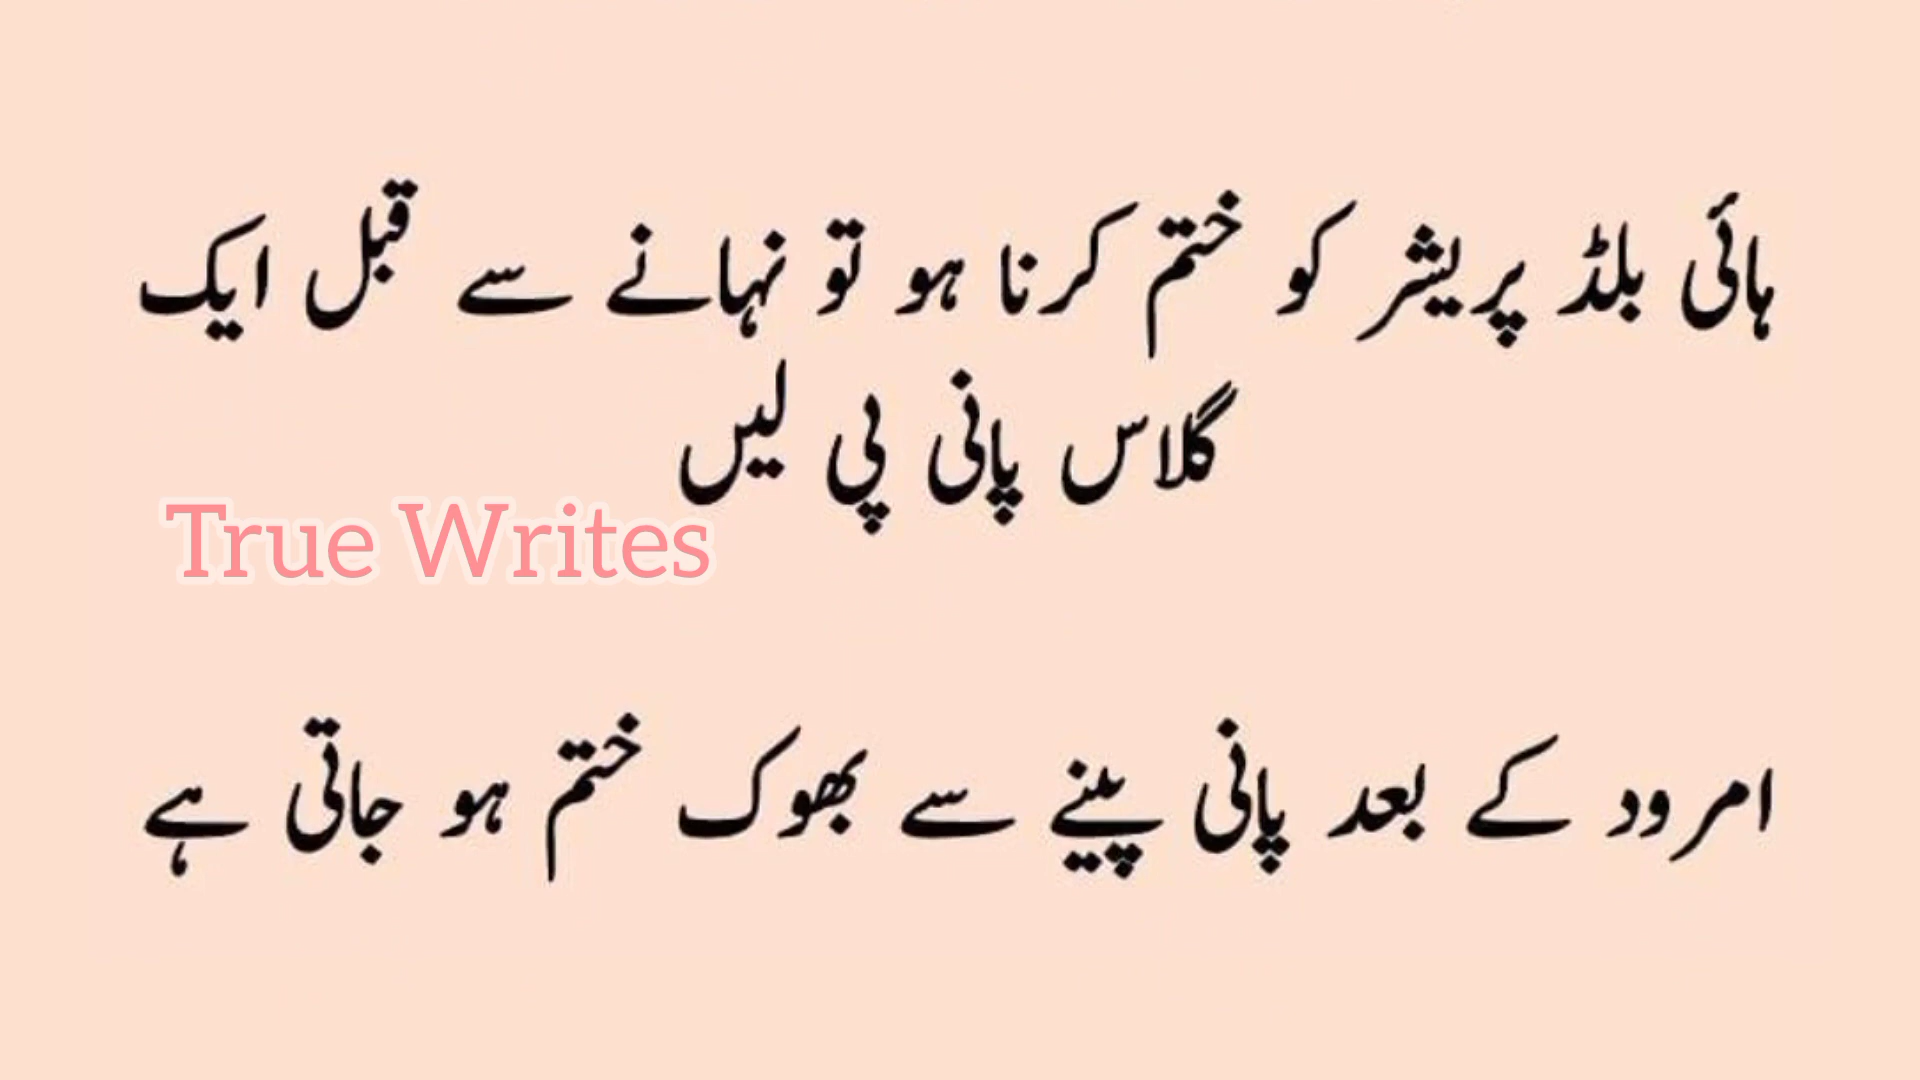 ہائی بلڈ پریشر کو ختم کرنا ہو تو نہانے سے قبل ایک
گلاس پانی پی لیں
True Writes
امرود کے بعد پانی پینے سے بھوک ختم ہو جاتی ہے